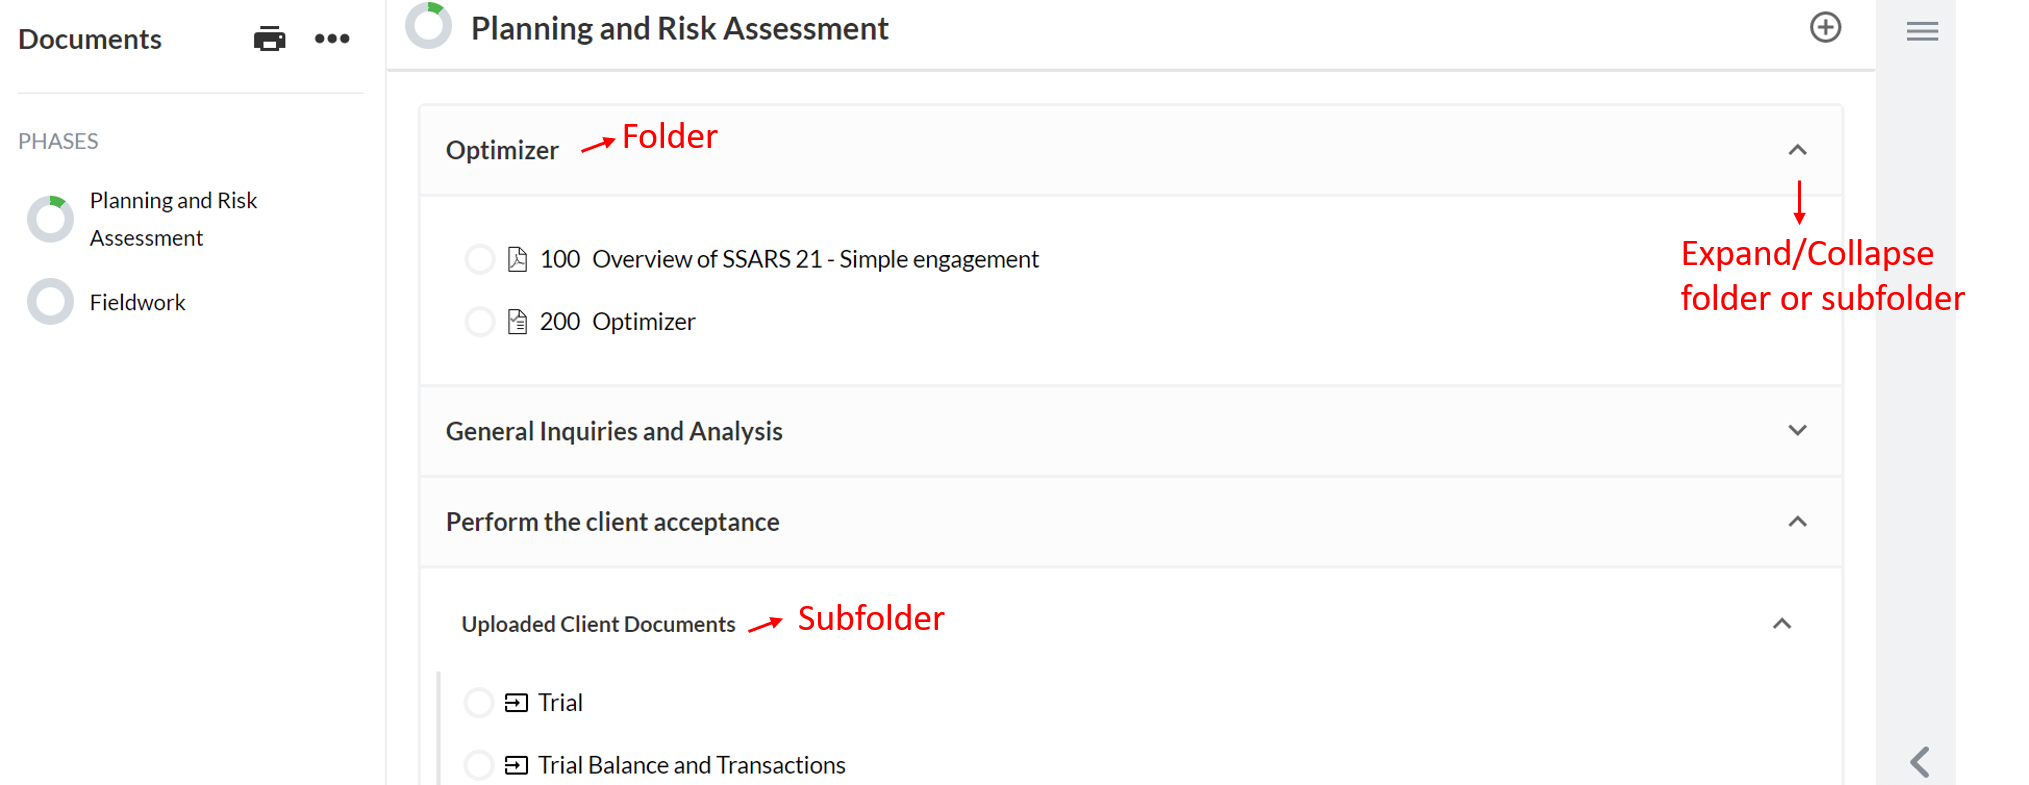 Documents
PHASES
Planning and Risk
Assessment
Fieldwork
Planning and Risk Assessment
Optimizer
Folder
Expand/Collapse
folder or subfolder
100 Overview of SSARS 21 - Simple engagement
200 Optimizer
General Inquiries and Analysis
Perform the client acceptance
Uploaded Client Documents
Subfolder
Trial
Trial Balance and Transactions